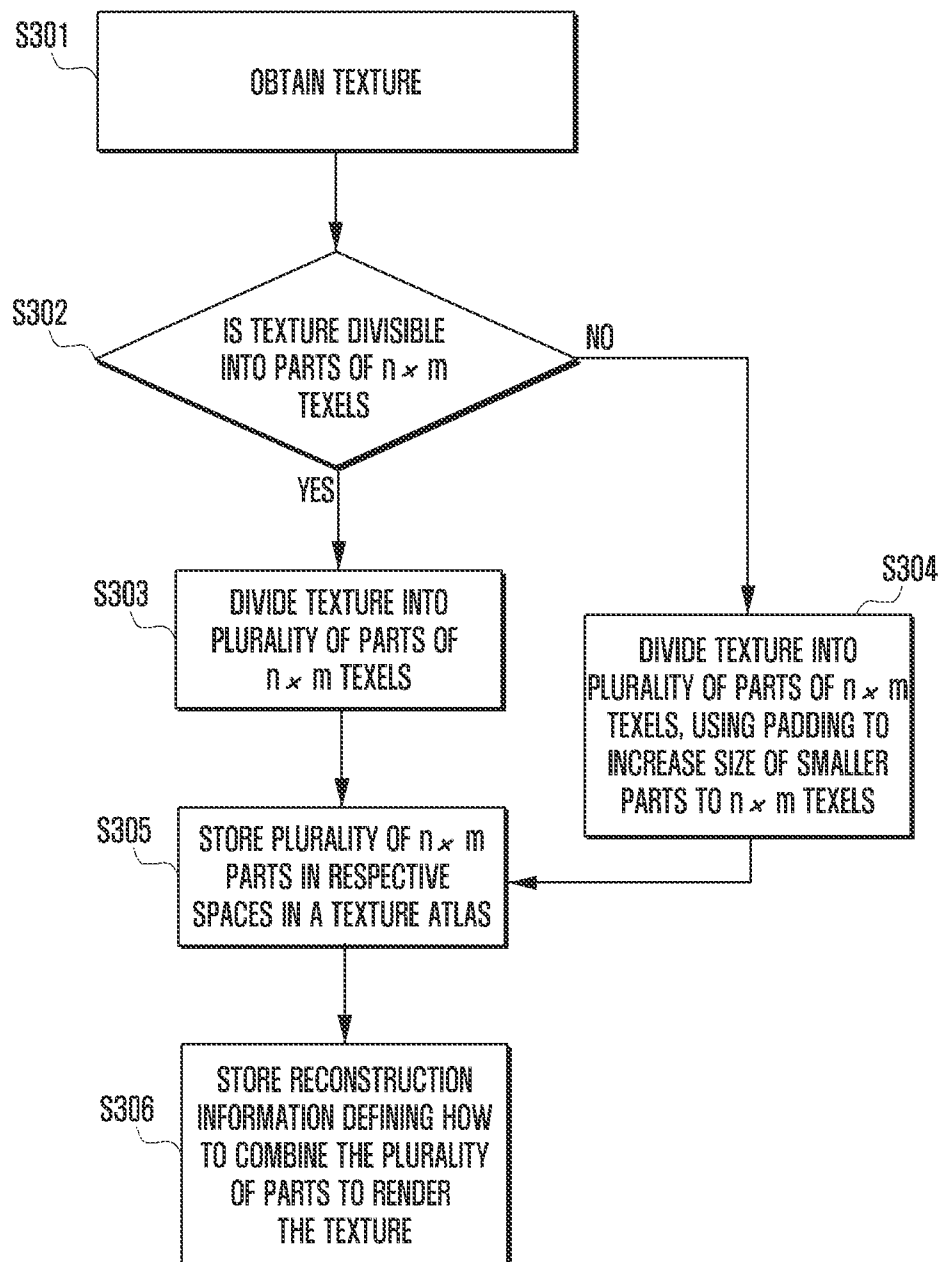 S301
OBTAIN TEXTURE
S302
IS TEXTURE DIVISIBLE
INTO PARTS OF n × m
TEXELS
NO
YES
S303
DIVIDE TEXTURE INTO
PLURALITY OF PARTS OF
n × m TEXELS
S304
DIVIDE TEXTURE INTO
PLURALITY OF PARTS OF n × m
TEXELS, USING PADDING TO
INCREASE SIZE OF SMALLER
PARTS TO n × m TEXELS
S305
STORE PLURALITY OF n × m
PARTS IN RESPECTIVE
SPACES IN A TEXTURE ATLAS
S306
STORE RECONSTRUCTION
INFORMATION DEFINING HOW
TO COMBINE THE PLURALITY
OF PARTS TO RENDER
THE TEXTURE